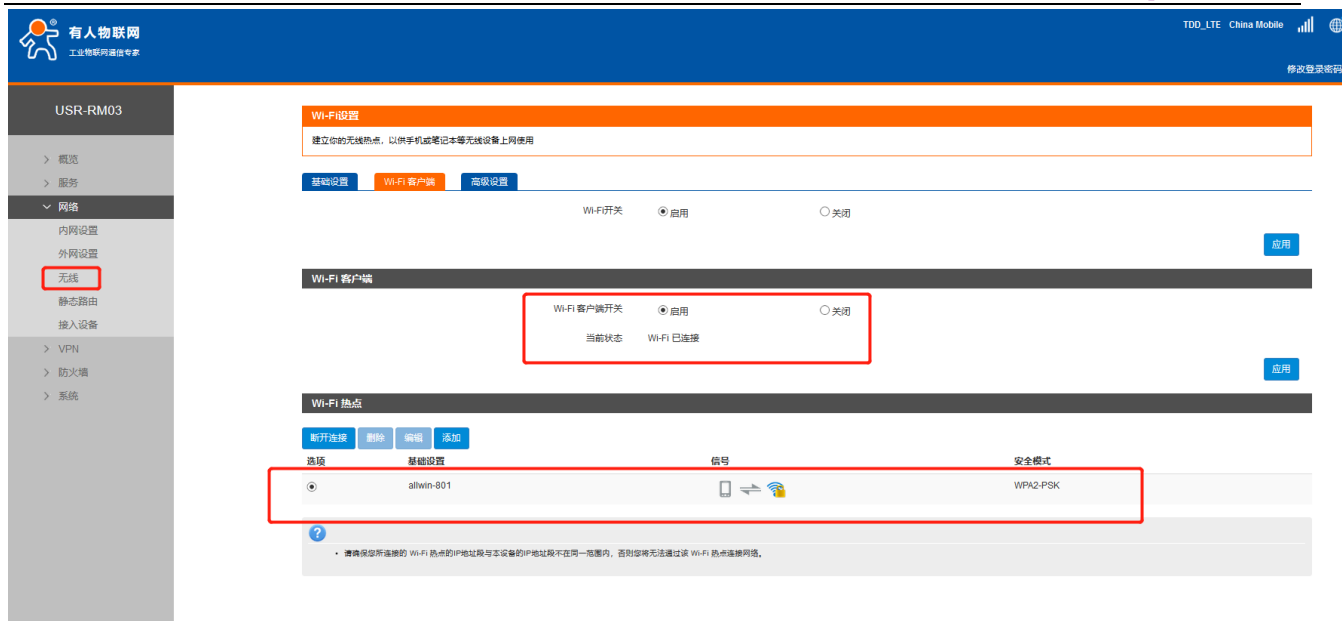 有人物联网
工业物联网通信专家
TDD_LTE China Mobile
修改登录密码
USR-RM03
概览
服务
网络
内网设置
外网设置
无线
静态路由
接入设备
VPN
防火墙
系统
Wi-Fi设置
建立你的无线热点，以供手机或笔记本等无线设备上网使用
基础设置 Wi-Fi 客户端 高级设置
Wi-Fi开关 启用 关闭
应用
Wi-Fi 客户端
Wi-Fi 客户端开关 启用 关闭
当前状态 Wi-Fi 已连接
应用
Wi-Fi 热点
断开连接 删除 编辑 添加
选项 基础设置 信号 安全模式
allwin-801 WPA2-PSK
• 请确保您所连接的 Wi-Fi 热点的IP地址段与本设备的IP地址段不在同一范围内，否则您将无法通过该 Wi-Fi 热点连接网络。